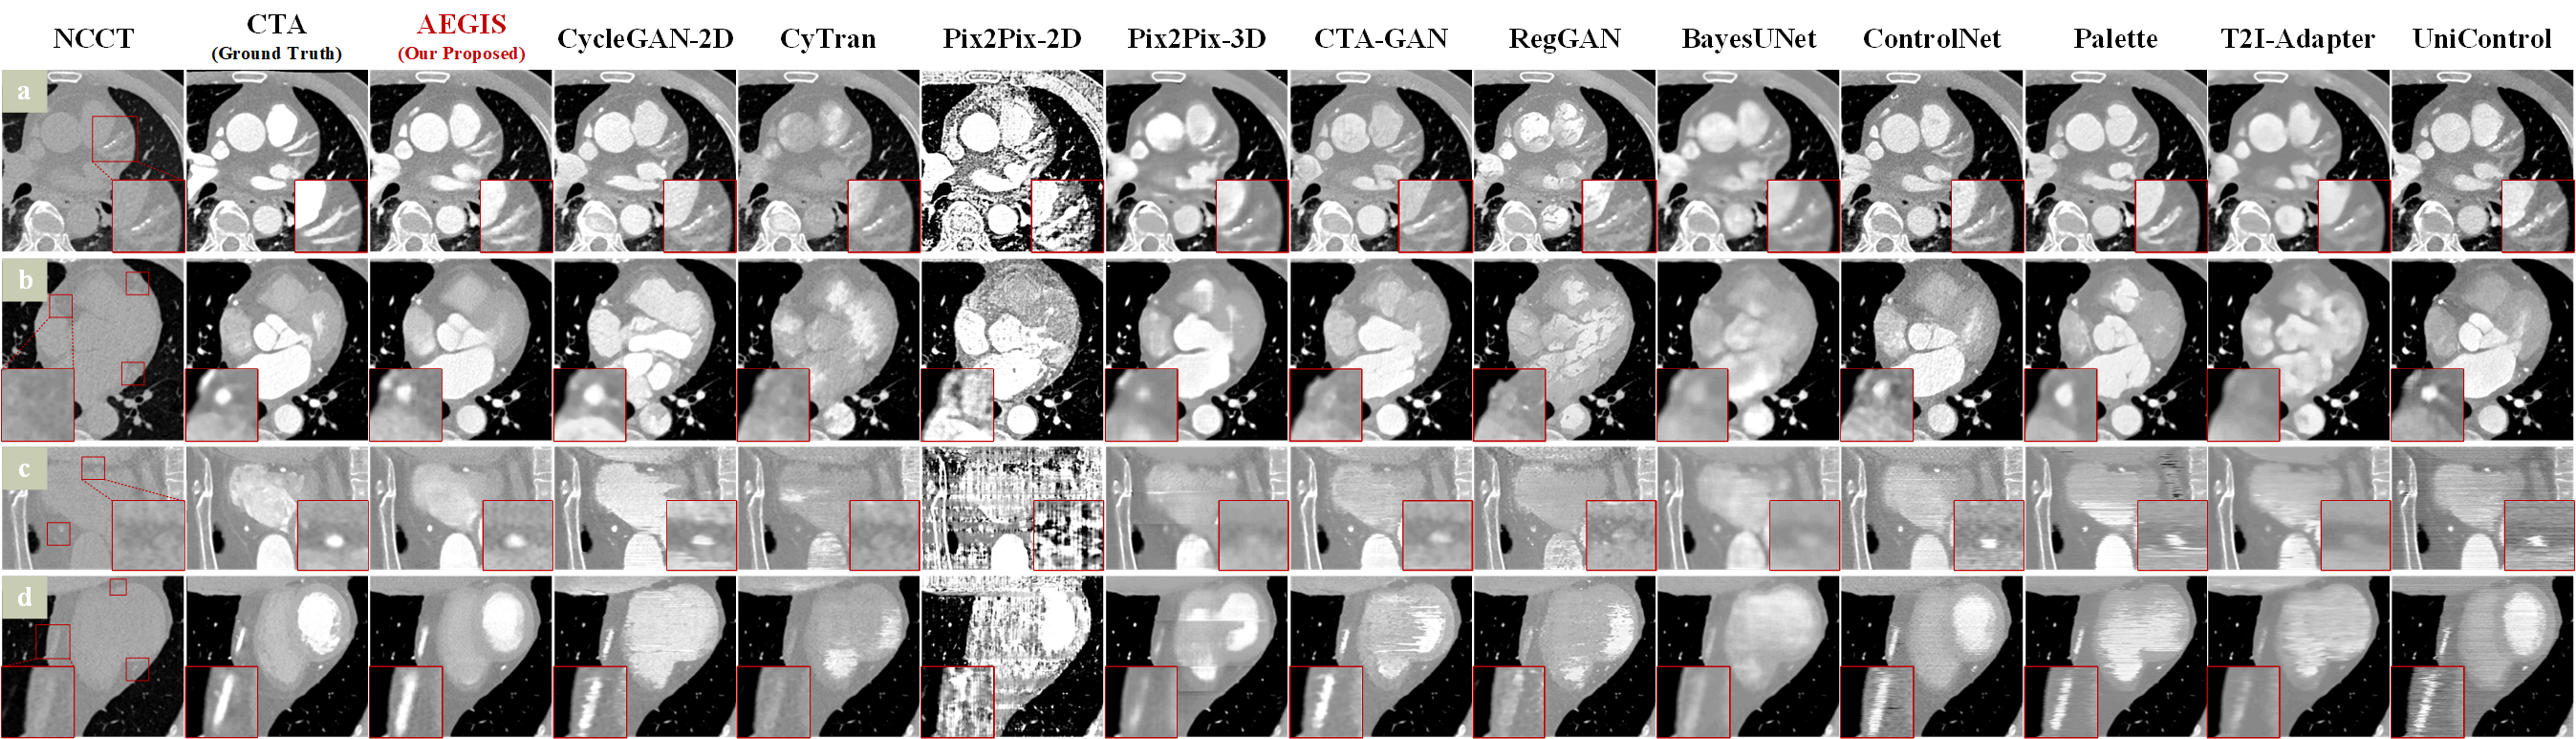 NCCT
CTA
(Ground Truth)
AEGIS
(Our Proposed)
CycleGAN-2D
CyTran
Pix2Pix-2D
Pix2Pix-3D
CTA-GAN
RegGAN
BayesUNet
ControlNet
Palette
T2I-Adapter
UniControl
a
b
c
d